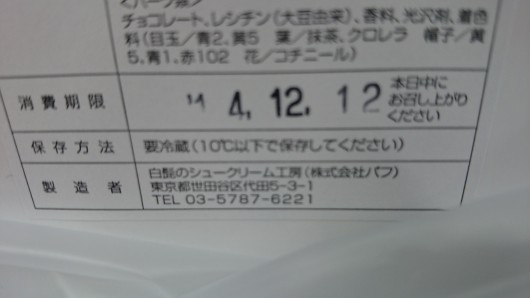 チョコレート、レシチン(大豆由来)、香料、光沢剤、着色
料(目玉/青2、黄5 葉/抹茶、クロレラ 帽子/黄
5、青1、赤102 花/コチニール)
消費期限 14 4.12.12 本日中に
お召し上がり
ください
保存方法 要冷蔵(10℃以下で保存してください)
製造者 白髭のシュークリーム工房(株式会社パフ)
東京都世田谷区代田5-3-1
TEL 03-5787-6221